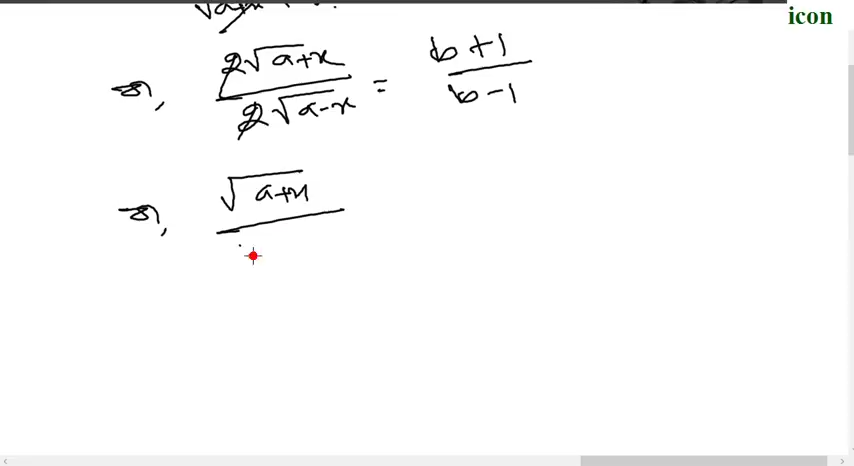 icon
বা, 2√a+x / 2√a-x = b+1 / b-1
বা, √a+x